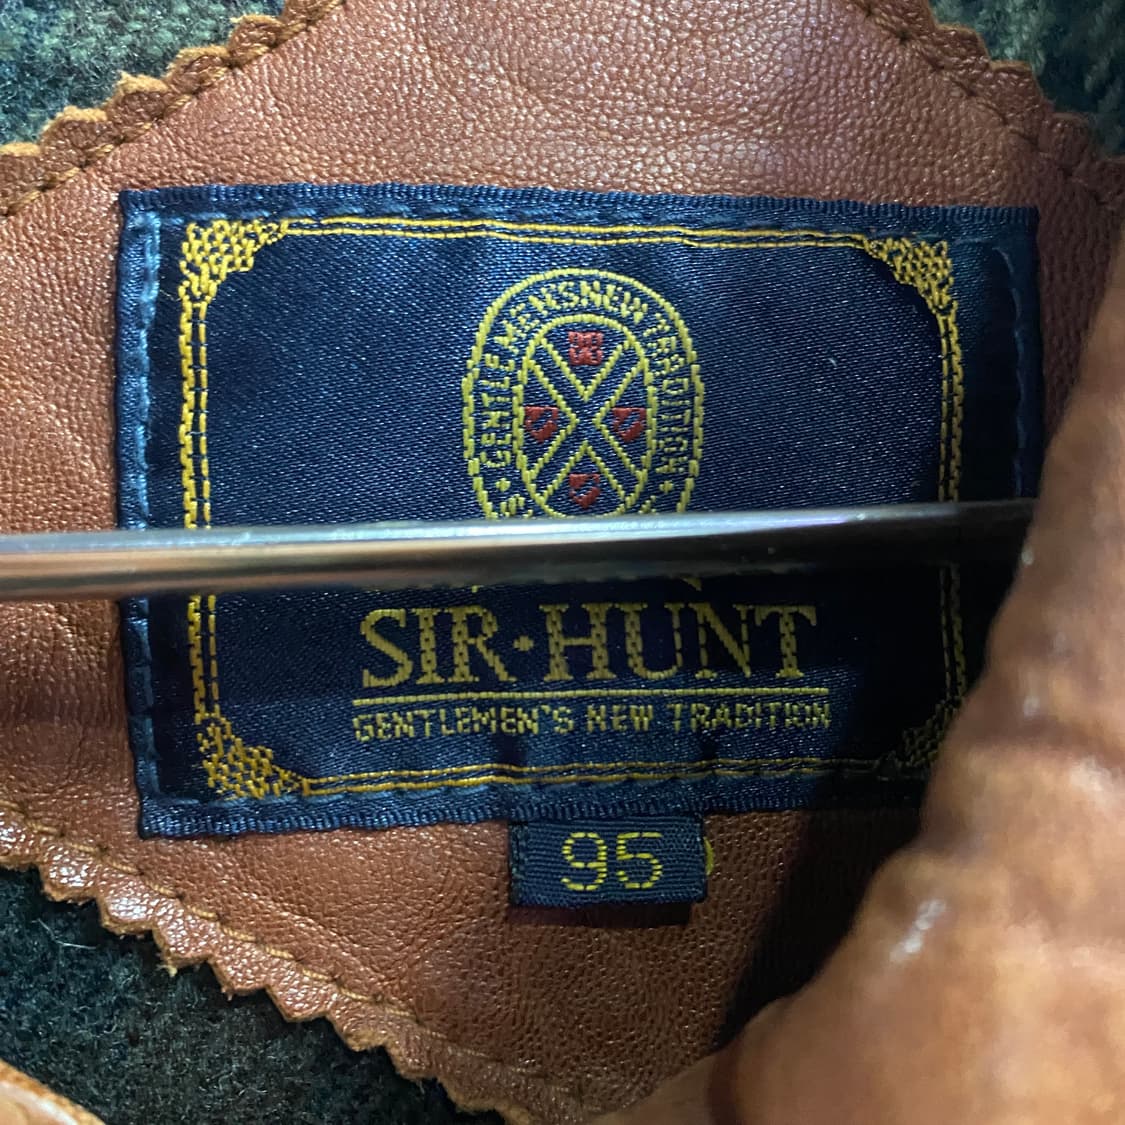 GENTLEMEN'S NEW TRADITION
SIR·HUNT
GENTLEMEN'S NEW TRADITION
95